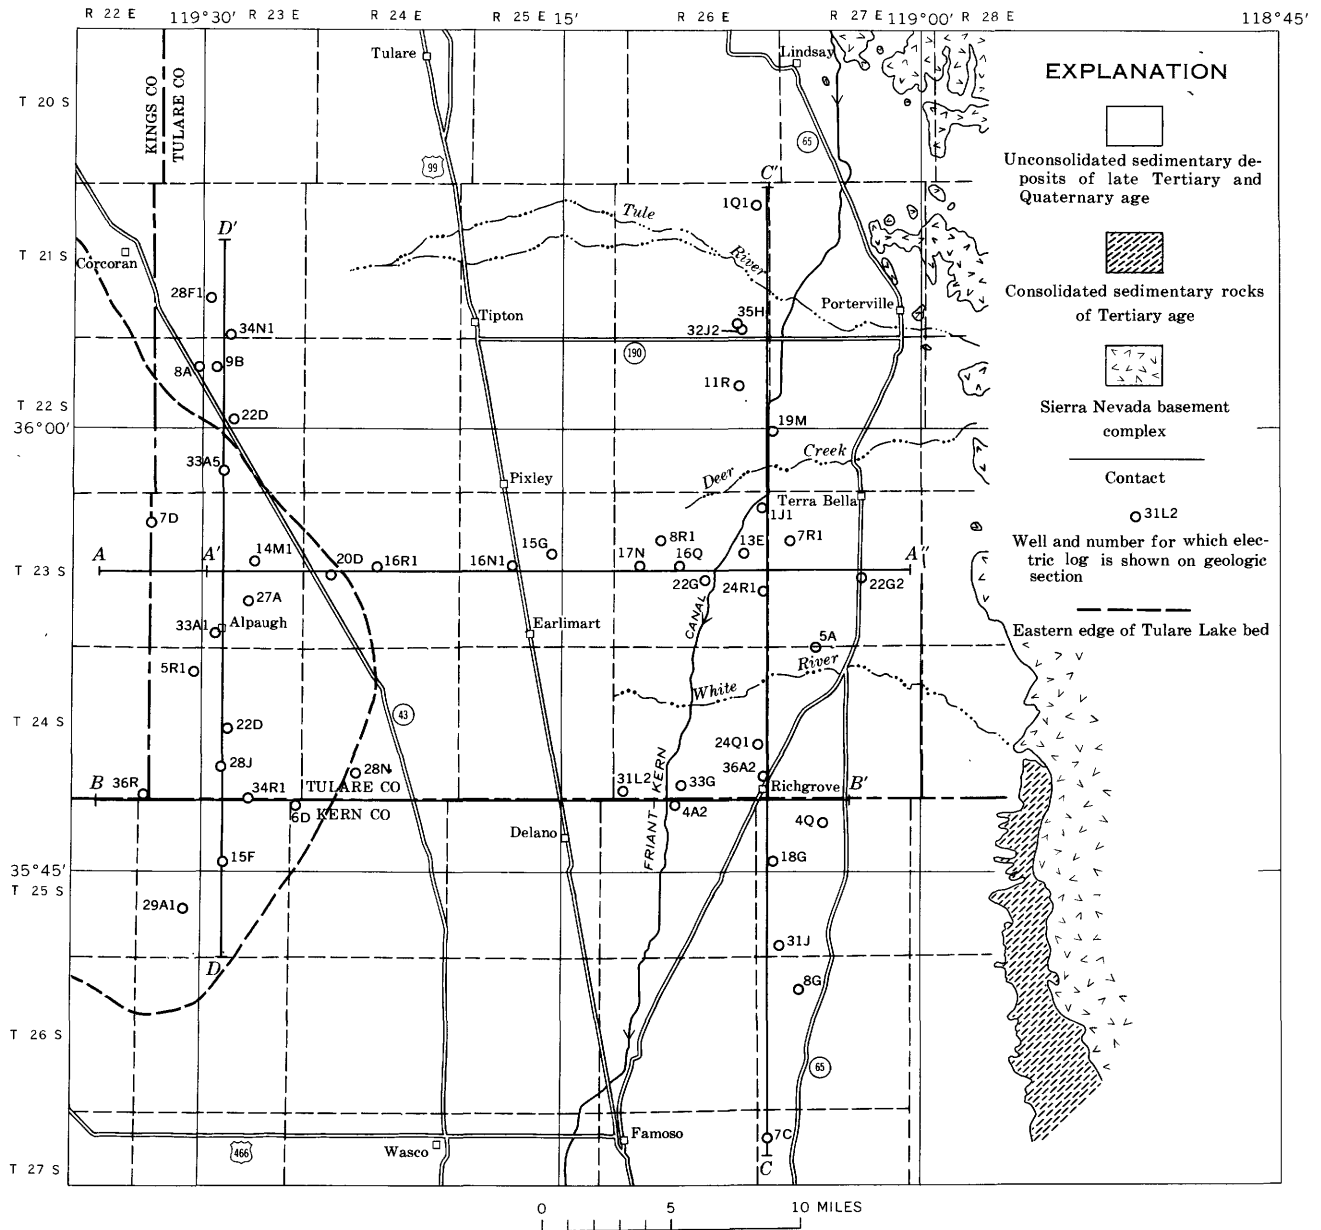 R 22 E 119°30′ R 23 E R 24 E R 25 E 15′ R 26 E R 27 E 119°00′ R 28 E 118°45′
T 20 S
T 21 S
T 22 S
36°00′
T 23 S
T 24 S
35°45′
T 25 S
T 26 S
T 27 S
KINGS CO
TULARE CO
Tulare
Lindsay
99
65
C′
1Q1
Tule
River
D′
Corcoran
28F1
34N1
Tipton
35H
32J2
Porterville
190
8A
9B
11R
22D
19M
33A5
Pixley
Deer
Creek
Terra Bella
1J1
7D
A
A′
14M1
20D
16R1
16N1
15G
17N
8R1
16Q
13E
7R1
A″
22G
24R1
22G2
27A
33A1
Alpaugh
Earlimart
CANAL
5A
5R1
White
River
22D
43
24Q1
28J
28N
36A2
B
36R
34R1
TULARE CO
31L2
33G
Richgrove
B′
6D
KERN CO
4A2
Delano
4Q
FRIANT-KERN
15F
18G
29A1
31J
D
8G
65
Famoso
7C
Wasco
466
C
EXPLANATION
Unconsolidated sedimentary de-
posits of late Tertiary and
Quaternary age
Consolidated sedimentary rocks
of Tertiary age
Sierra Nevada basement
complex
Contact
31L2
Well and number for which elec-
tric log is shown on geologic
section
Eastern edge of Tulare Lake bed
0 5 10 MILES